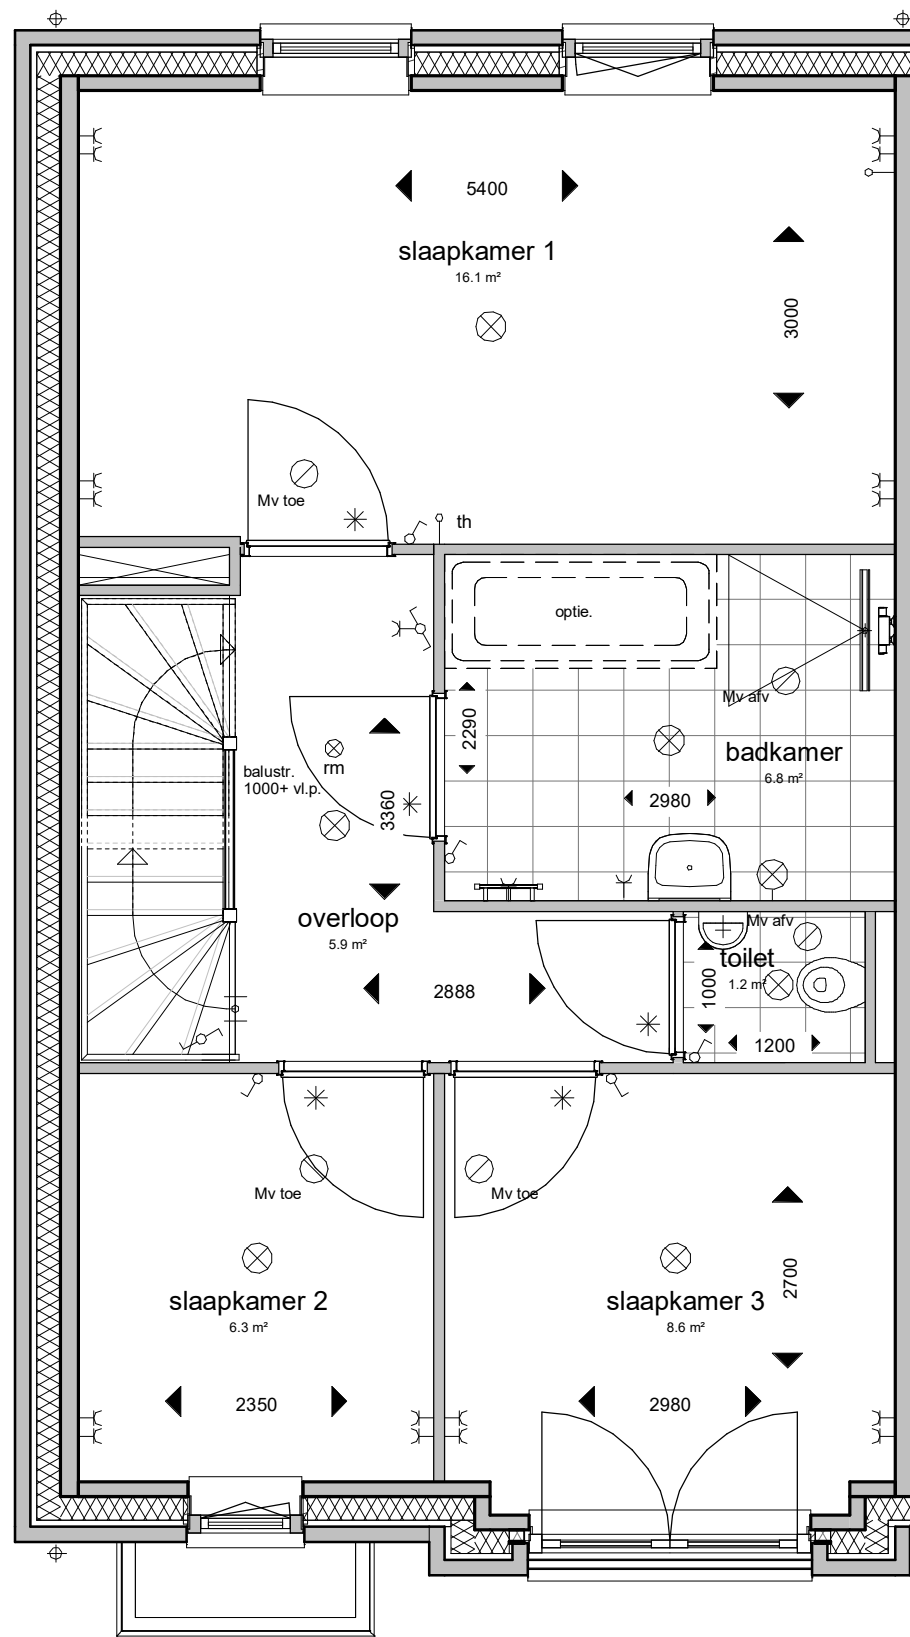 5400
slaapkamer 1
16.1 m²
3000
Mv toe
th
optie.
2290
Mv afv
badkamer
6.8 m²
2980
balustr.
1000+ vl.p.
rm
3360
overloop
5.9 m²
2888
Mv afv
toilet
1.2 m²
1000
1200
Mv toe
Mv toe
2700
slaapkamer 2
6.3 m²
slaapkamer 3
8.6 m²
2350
2980